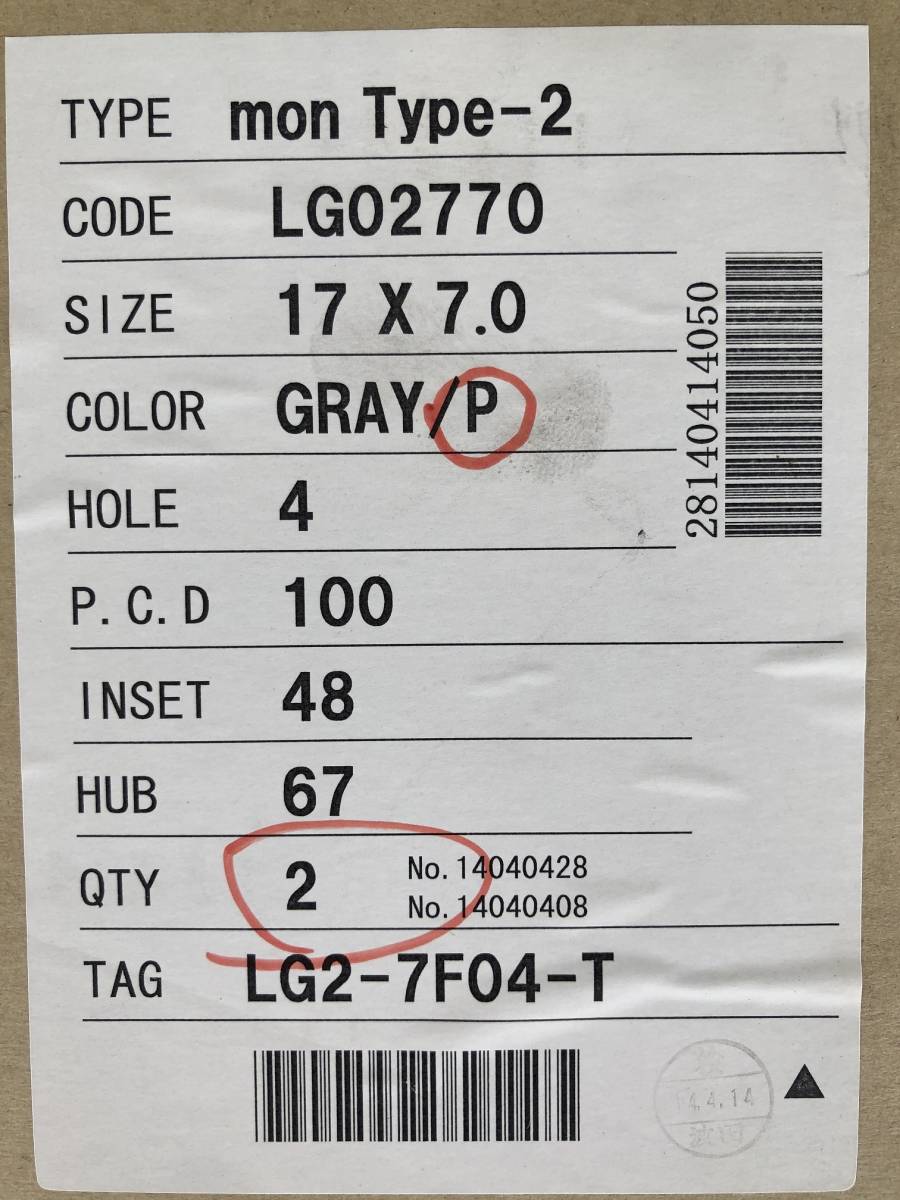 TYPE mon Type-2
CODE LG02770
SIZE 17 X 7.0
COLOR GRAY/P
HOLE 4
P.C.D 100
INSET 48
HUB 67
QTY 2 No.14040428
No.14040408
TAG LG2-7F04-T
28140414050
14.4.14